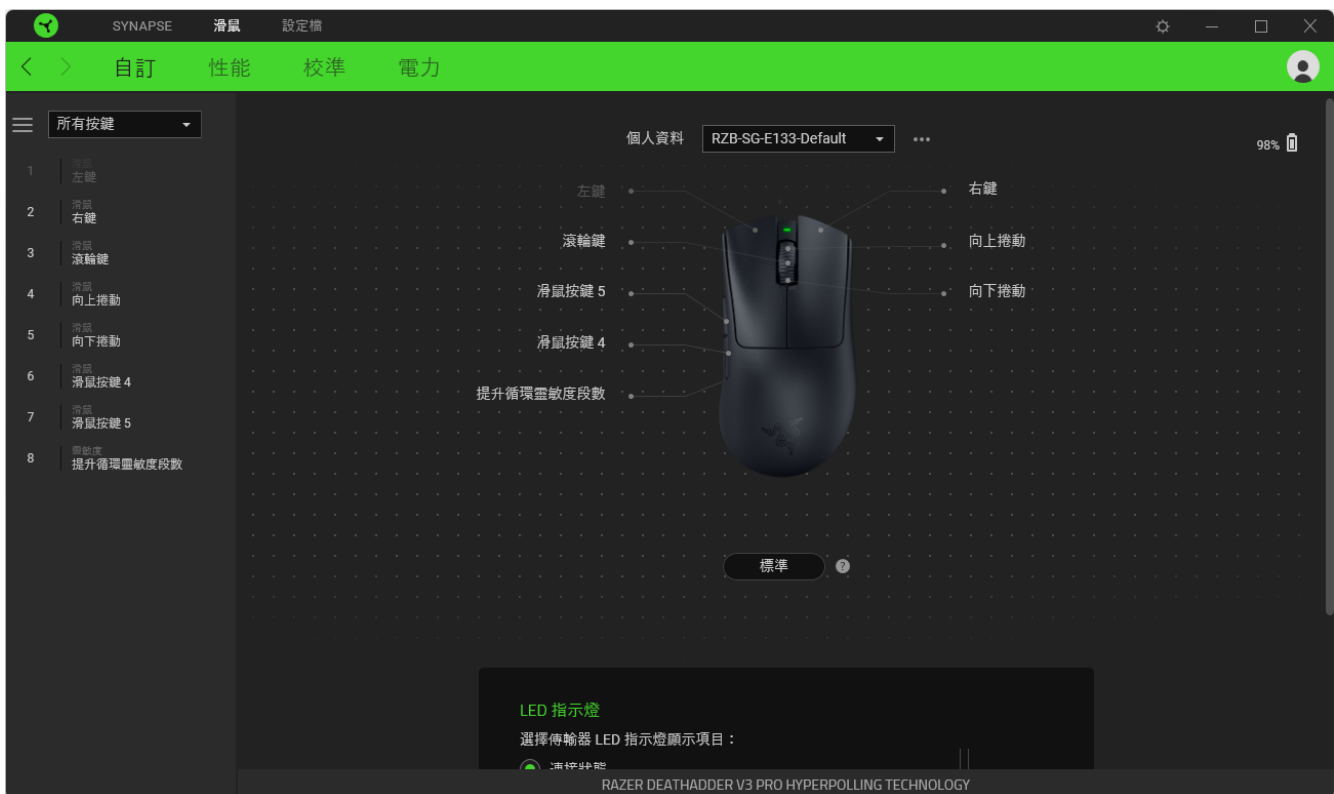 SYNAPSE 滑鼠 設定檔
自訂 性能 校準 電力
所有按鍵
個人資料 RZB-SG-E133-Default
98%
1 滑鼠
左鍵
2 滑鼠
右鍵
3 滑鼠
滾輪鍵
4 滑鼠
向上捲動
5 滑鼠
向下捲動
6 滑鼠
滑鼠按鍵 4
7 滑鼠
滑鼠按鍵 5
8 靈敏度
提升循環靈敏度段數
左鍵 右鍵
滾輪鍵 向上捲動
滑鼠按鍵 5 向下捲動
滑鼠按鍵 4
提升循環靈敏度段數
標準 ?
LED 指示燈
選擇傳輸器 LED 指示燈顯示項目：
連接狀態
RAZER DEATHADDER V3 PRO HYPERPOLLING TECHNOLOGY